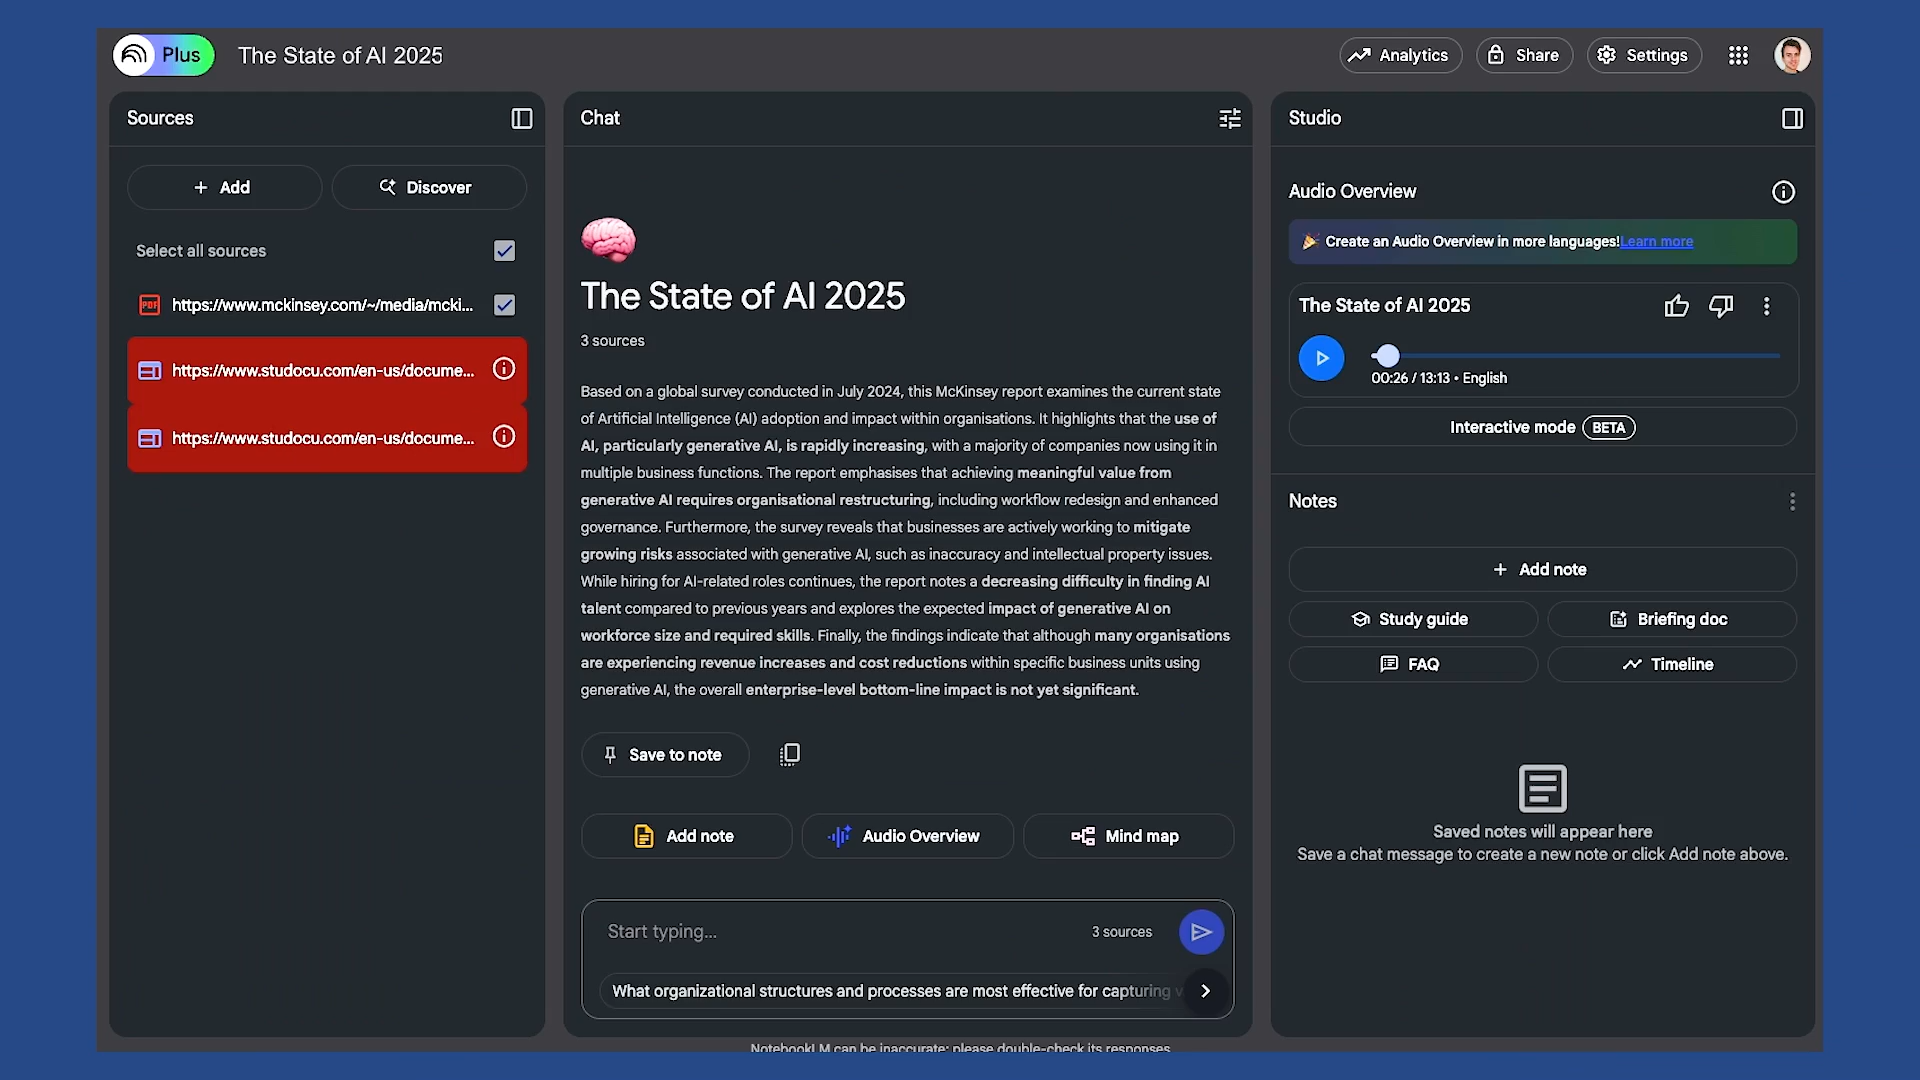 Plus
The State of AI 2025
Analytics
Share
Settings
Sources
Add
Discover
Select all sources
PDF
https://www.mckinsey.com/~/media/mcki...
https://www.studocu.com/en-us/docume...
https://www.studocu.com/en-us/docume...
Chat
The State of AI 2025
3 sources
Based on a global survey conducted in July 2024, this McKinsey report examines the current state
of Artificial Intelligence (AI) adoption and impact within organisations. It highlights that the use of
AI, particularly generative AI, is rapidly increasing, with a majority of companies now using it in
multiple business functions. The report emphasises that achieving meaningful value from
generative AI requires organisational restructuring, including workflow redesign and enhanced
governance. Furthermore, the survey reveals that businesses are actively working to mitigate
growing risks associated with generative AI, such as inaccuracy and intellectual property issues.
While hiring for AI-related roles continues, the report notes a decreasing difficulty in finding AI
talent compared to previous years and explores the expected impact of generative AI on
workforce size and required skills. Finally, the findings indicate that although many organisations
are experiencing revenue increases and cost reductions within specific business units using
generative AI, the overall enterprise-level bottom-line impact is not yet significant.
Save to note
Add note
Audio Overview
Mind map
Start typing...
3 sources
What organizational structures and processes are most effective for capturing v
NotebookLM can be inaccurate; please double-check its responses.
Studio
Audio Overview
Create an Audio Overview in more languages!Learn more
The State of AI 2025
00:26 / 13:13 • English
Interactive mode BETA
Notes
Add note
Study guide
Briefing doc
FAQ
Timeline
Saved notes will appear here
Save a chat message to create a new note or click Add note above.